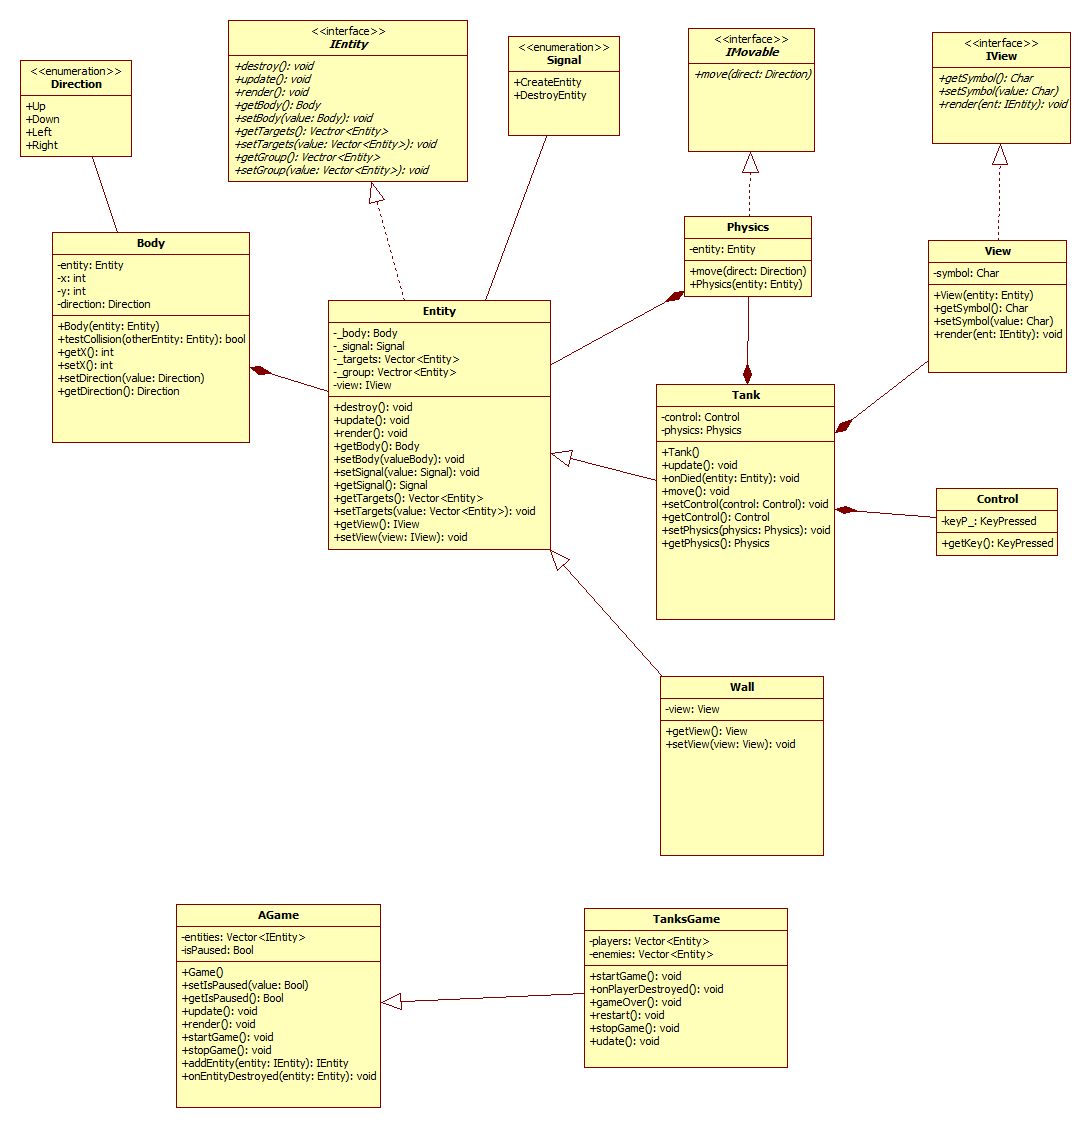 <<enumeration>>
Direction
+Up
+Down
+Left
+Right
<<interface>>
IEntity
+destroy(): void
+update(): void
+render(): void
+getBody(): Body
+setBody(value: Body): void
+getTargets(): Vectror<Entity>
+setTargets(value: Vector<Entity>): void
+getGroup(): Vectror<Entity>
+setGroup(value: Vector<Entity>): void
<<enumeration>>
Signal
+CreateEntity
+DestroyEntity
<<interface>>
IMovable
+move(direct: Direction)
<<interface>>
IView
+getSymbol(): Char
+setSymbol(value: Char)
+render(ent: IEntity): void
Body
-entity: Entity
-x: int
-y: int
-direction: Direction
+Body(entity: Entity)
+testCollision(otherEntity: Entity): bool
+getX(): int
+setX(): int
+setDirection(value: Direction)
+getDirection(): Direction
Entity
-_body: Body
-_signal: Signal
-_targets: Vector<Entity>
-_group: Vectror<Entity>
-view: IView
+destroy(): void
+update(): void
+render(): void
+getBody(): Body
+setBody(valueBody): void
+setSignal(value: Signal): void
+getSignal(): Signal
+getTargets(): Vector<Entity>
+setTargets(value: Vector<Entity>): void
+getView(): IView
+setView(view: IView): void
Physics
-entity: Entity
+move(direct: Direction)
+Physics(entity: Entity)
View
-symbol: Char
+View(entity: Entity)
+getSymbol(): Char
+setSymbol(value: Char)
+render(ent: IEntity): void
Tank
-control: Control
-physics: Physics
+Tank()
+update(): void
+onDied(entity: Entity): void
+move(): void
+setControl(control: Control): void
+getControl(): Control
+setPhysics(physics: Physics): void
+getPhysics(): Physics
Control
-keyP_: KeyPressed
+getKey(): KeyPressed
Wall
-view: View
+getView(): View
+setView(view: View): void
AGame
-entities: Vector<IEntity>
-isPaused: Bool
+Game()
+setIsPaused(value: Bool)
+getIsPaused(): Bool
+update(): void
+render(): void
+startGame(): void
+stopGame(): void
+addEntity(entity: IEntity): IEntity
+onEntityDestroyed(entity: Entity): void
TanksGame
-players: Vector<Entity>
-enemies: Vector<Entity>
+startGame(): void
+onPlayerDestroyed(): void
+gameOver(): void
+restart(): void
+stopGame(): void
+udate(): void